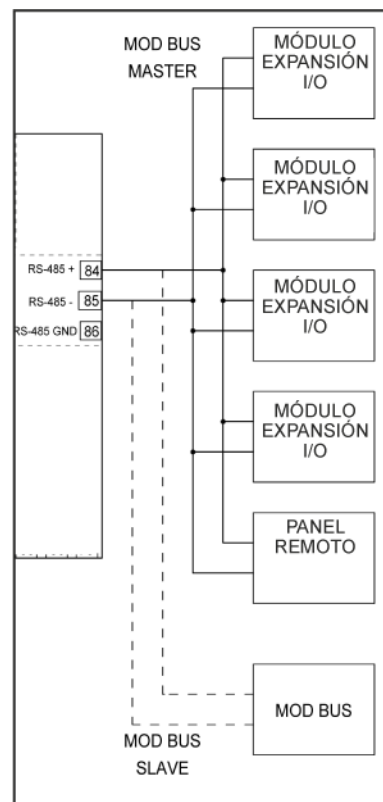 MOD BUS
MASTER
MÓDULO
EXPANSIÓN
I/O
MÓDULO
EXPANSIÓN
I/O
RS-485 + 84
RS-485 - 85
RS-485 GND 86
MÓDULO
EXPANSIÓN
I/O
MÓDULO
EXPANSIÓN
I/O
PANEL
REMOTO
MOD BUS
MOD BUS
SLAVE